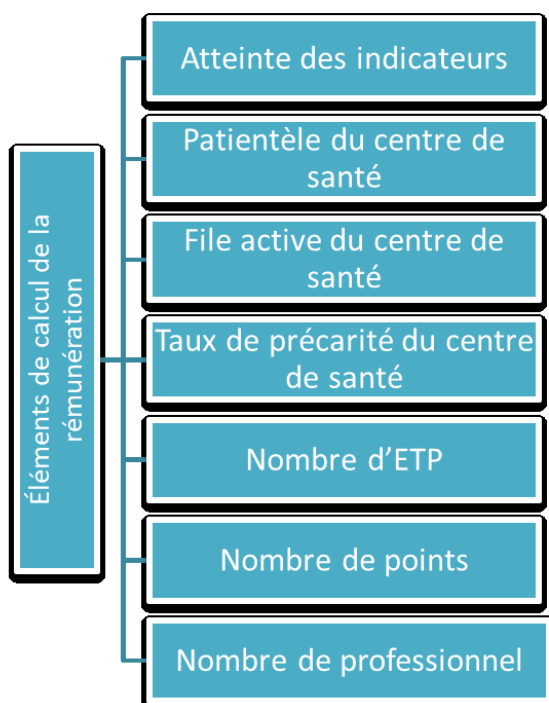 Éléments de calcul de la
rémunération
Atteinte des indicateurs
Patientèle du centre de
santé
File active du centre de
santé
Taux de précarité du centre
de santé
Nombre d’ETP
Nombre de points
Nombre de professionnel